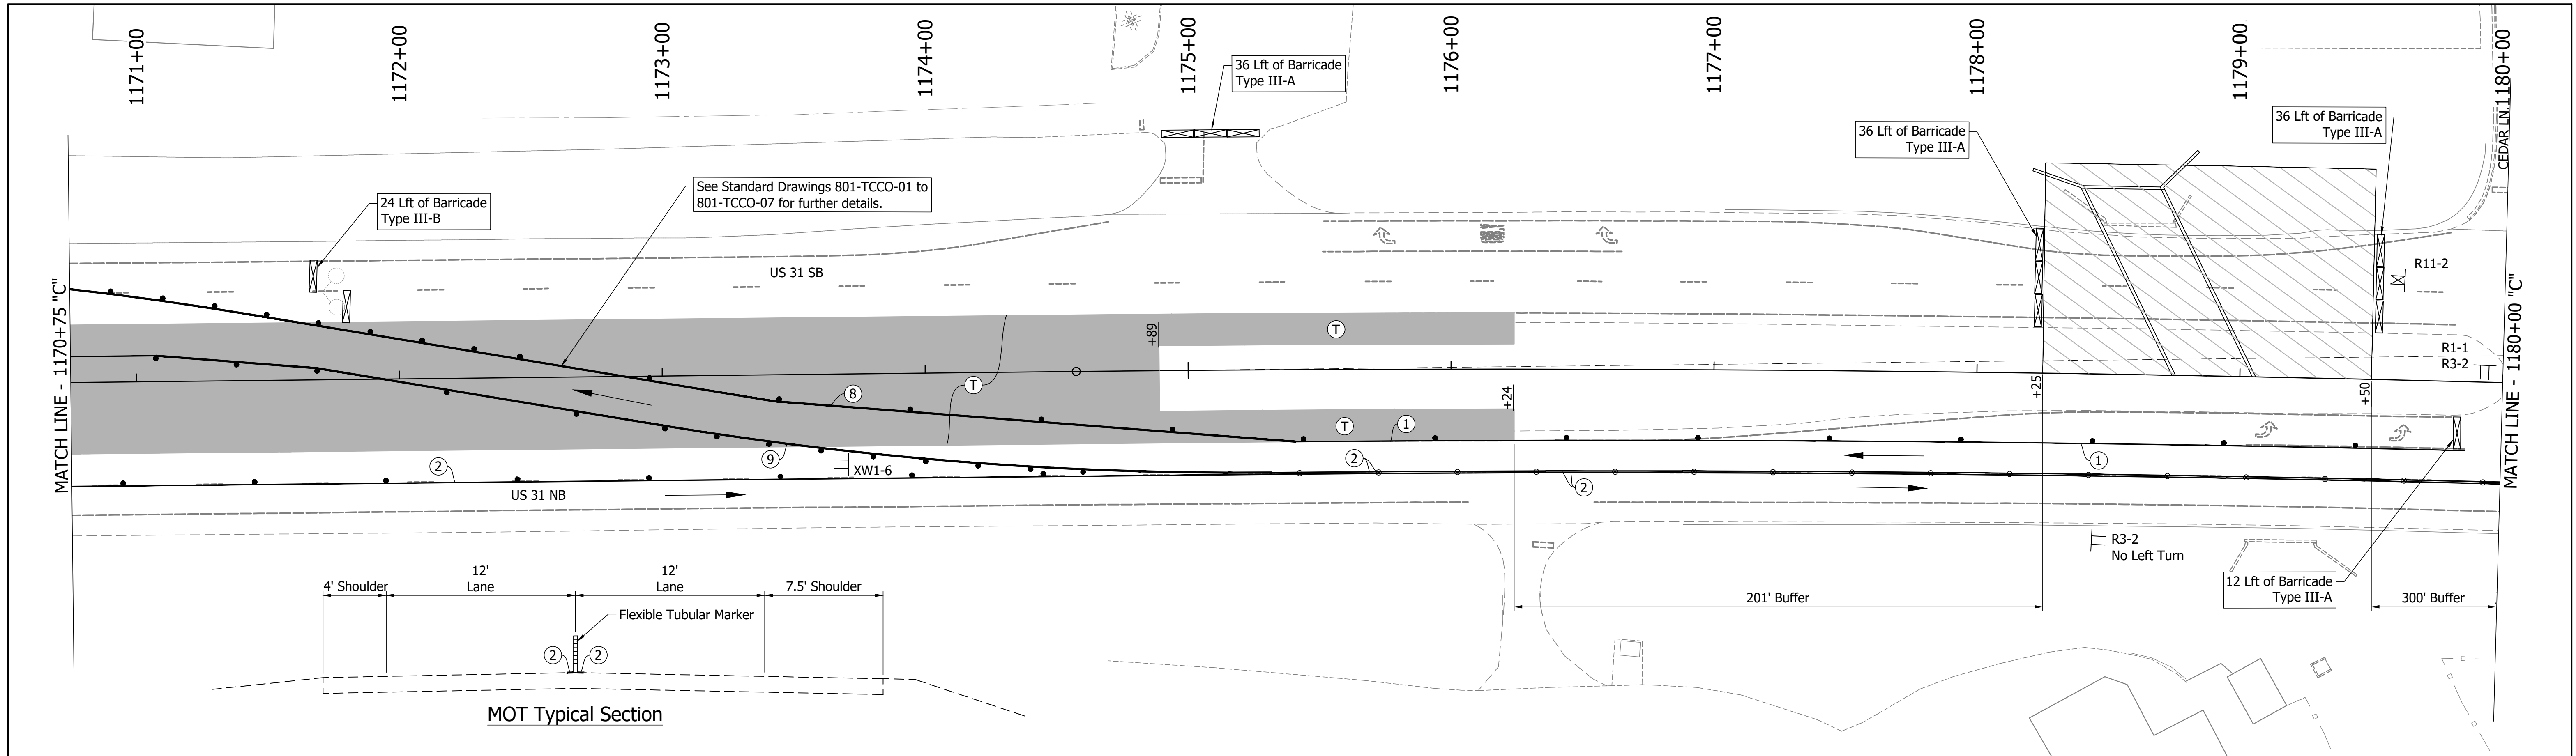 1171+00
1172+00
1173+00
1174+00
1175+00
1176+00
1177+00
1178+00
1179+00
1180+00
CEDAR LN.
36 Lft of Barricade
Type III-A
36 Lft of Barricade
Type III-A
36 Lft of Barricade
Type III-A
24 Lft of Barricade
Type III-B
See Standard Drawings 801-TCCO-01 to
801-TCCO-07 for further details.
US 31 SB
R11-2
MATCH LINE - 1170+75 "C"
MATCH LINE - 1180+00 "C"
+89
T
T
T
R1-1
R3-2
+24
+25
+50
8
1
9
2
2
2
1
XW1-6
US 31 NB
R3-2
No Left Turn
12 Lft of Barricade
Type III-A
201' Buffer
300' Buffer
4' Shoulder
12'
Lane
12'
Lane
7.5' Shoulder
Flexible Tubular Marker
2
2
MOT Typical Section